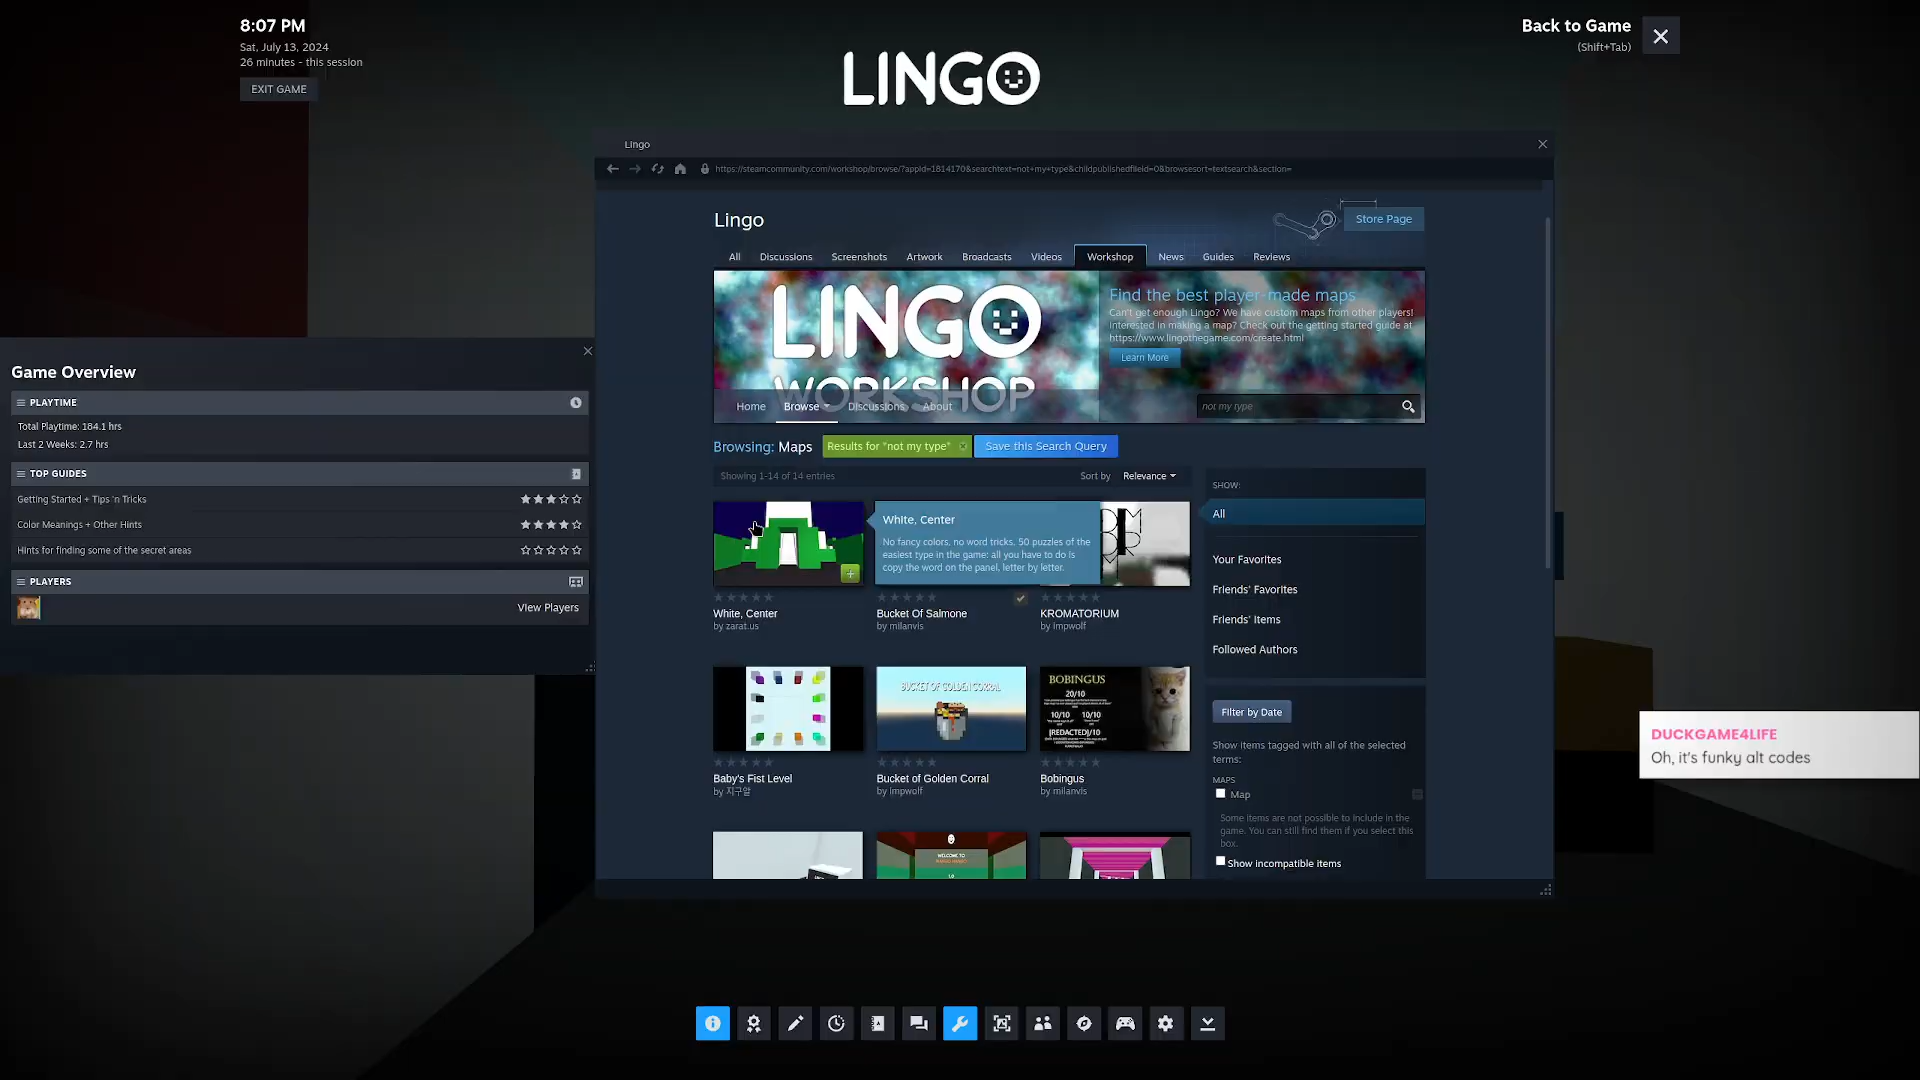 8:07 PM
Sat, July 13, 2024
26 minutes - this session
EXIT GAME
LINGO
Back to Game
(Shift+Tab)
Lingo
https://steamcommunity.com/workshop/browse/?appid=1814170&searchtext=not+my+type&childpublishedfileid=0&browsesort=textsearch&section=
Lingo
Store Page
All Discussions Screenshots Artwork Broadcasts Videos Workshop News Guides Reviews
LINGO
WORKSHOP
Find the best player-made maps
Can't get enough Lingo? We have custom maps from other players!
Interested in making a map? Check out the getting started guide at
https://www.lingothegame.com/create.html
Learn More
Home Browse Discussions About
not my type
Browsing: Maps Results for "not my type" Save this Search Query
Showing 1-14 of 14 entries
Sort by Relevance
White, Center
No fancy colors, no word tricks. 50 puzzles of the
easiest type in the game: all you have to do is
copy the word on the panel, letter by letter.
White, Center
by zarat.us
Bucket Of Salmone
by milanvis
KROMATORIUM
by impwolf
BUCKET OF GOLDEN CORRAL
BOBINGUS
20/10
10/10 10/10
[REDACTED]/10
Baby's Fist Level
by 지구알
Bucket of Golden Corral
by impwolf
Bobingus
by milanvis
WELCOME TO
SHOW:
All
Your Favorites
Friends' Favorites
Friends' Items
Followed Authors
Filter by Date
Show items tagged with all of the selected
terms:
MAPS
Map
Some items are not possible to include in the
game. You can still find them if you select this
box.
Show incompatible items
Game Overview
PLAYTIME
Total Playtime: 184.1 hrs
Last 2 Weeks: 2.7 hrs
TOP GUIDES
Getting Started + Tips 'n Tricks
Color Meanings + Other Hints
Hints for finding some of the secret areas
PLAYERS
View Players
DUCKGAME4LIFE
Oh, it's funky alt codes